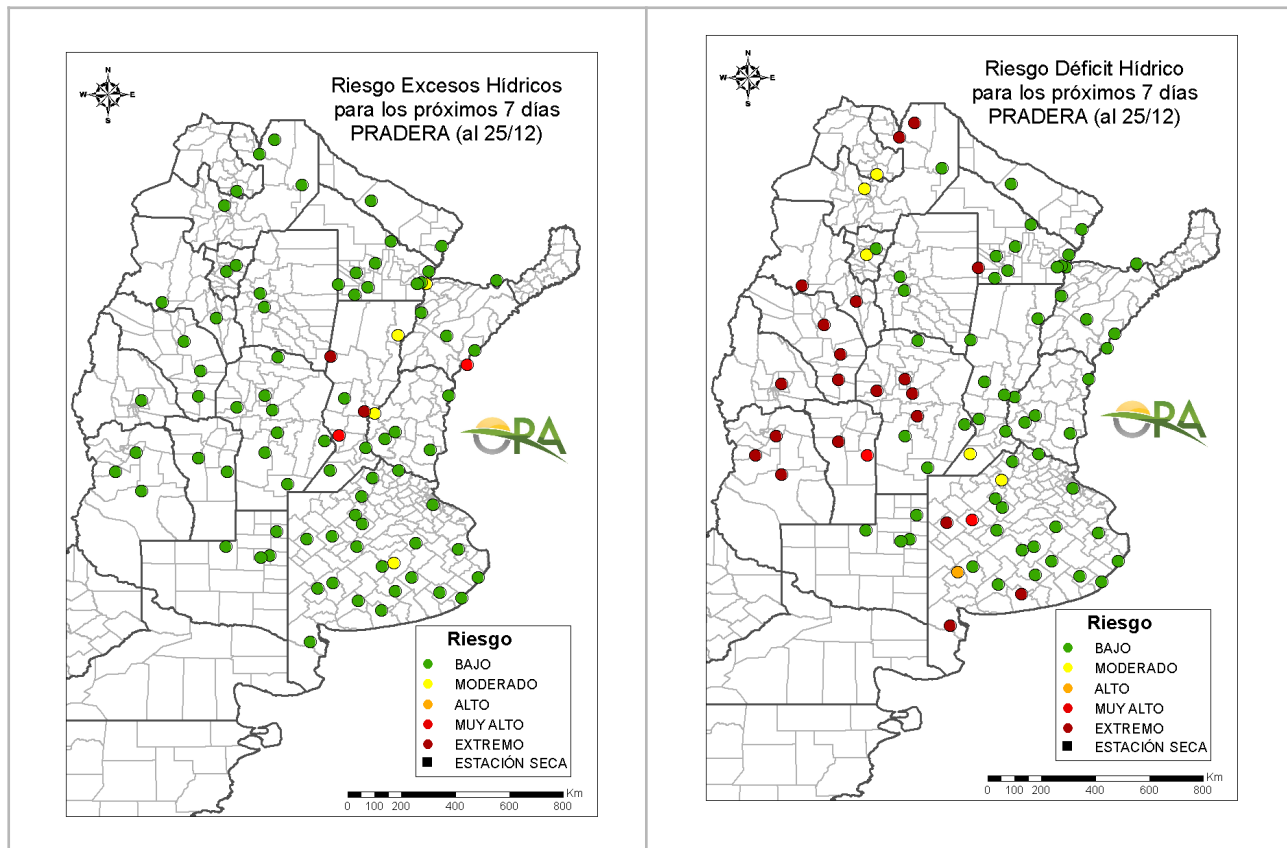 N
W E
S
Riesgo Excesos Hídricos
para los próximos 7 días
PRADERA (al 25/12)
ORA
Riesgo
BAJO
MODERADO
ALTO
MUY ALTO
EXTREMO
ESTACIÓN SECA
Km
0 100 200 400 600 800
N
W E
S
Riesgo Déficit Hídrico
para los próximos 7 días
PRADERA (al 25/12)
ORA
Riesgo
BAJO
MODERADO
ALTO
MUY ALTO
EXTREMO
ESTACIÓN SECA
Km
0 100 200 400 600 800